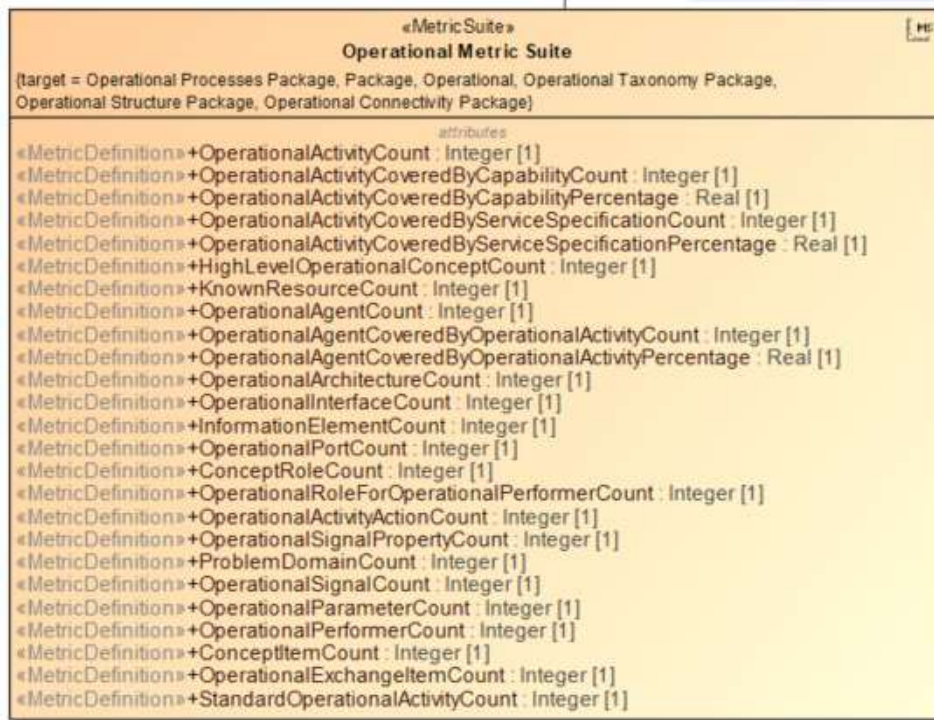 «MetricSuite»
Operational Metric Suite
{target = Operational Processes Package, Package, Operational, Operational Taxonomy Package,
Operational Structure Package, Operational Connectivity Package}
attributes
«MetricDefinition»+OperationalActivityCount : Integer [1]
«MetricDefinition»+OperationalActivityCoveredByCapabilityCount : Integer [1]
«MetricDefinition»+OperationalActivityCoveredByCapabilityPercentage : Real [1]
«MetricDefinition»+OperationalActivityCoveredByServiceSpecificationCount : Integer [1]
«MetricDefinition»+OperationalActivityCoveredByServiceSpecificationPercentage : Real [1]
«MetricDefinition»+HighLevelOperationalConceptCount : Integer [1]
«MetricDefinition»+KnownResourceCount : Integer [1]
«MetricDefinition»+OperationalAgentCount : Integer [1]
«MetricDefinition»+OperationalAgentCoveredByOperationalActivityCount : Integer [1]
«MetricDefinition»+OperationalAgentCoveredByOperationalActivityPercentage : Real [1]
«MetricDefinition»+OperationalArchitectureCount : Integer [1]
«MetricDefinition»+OperationalInterfaceCount : Integer [1]
«MetricDefinition»+InformationElementCount : Integer [1]
«MetricDefinition»+OperationalPortCount : Integer [1]
«MetricDefinition»+ConceptRoleCount : Integer [1]
«MetricDefinition»+OperationalRoleForOperationalPerformerCount : Integer [1]
«MetricDefinition»+OperationalActivityActionCount : Integer [1]
«MetricDefinition»+OperationalSignalPropertyCount : Integer [1]
«MetricDefinition»+ProblemDomainCount : Integer [1]
«MetricDefinition»+OperationalSignalCount : Integer [1]
«MetricDefinition»+OperationalParameterCount : Integer [1]
«MetricDefinition»+OperationalPerformerCount : Integer [1]
«MetricDefinition»+ConceptItemCount : Integer [1]
«MetricDefinition»+OperationalExchangeItemCount : Integer [1]
«MetricDefinition»+StandardOperationalActivityCount : Integer [1]